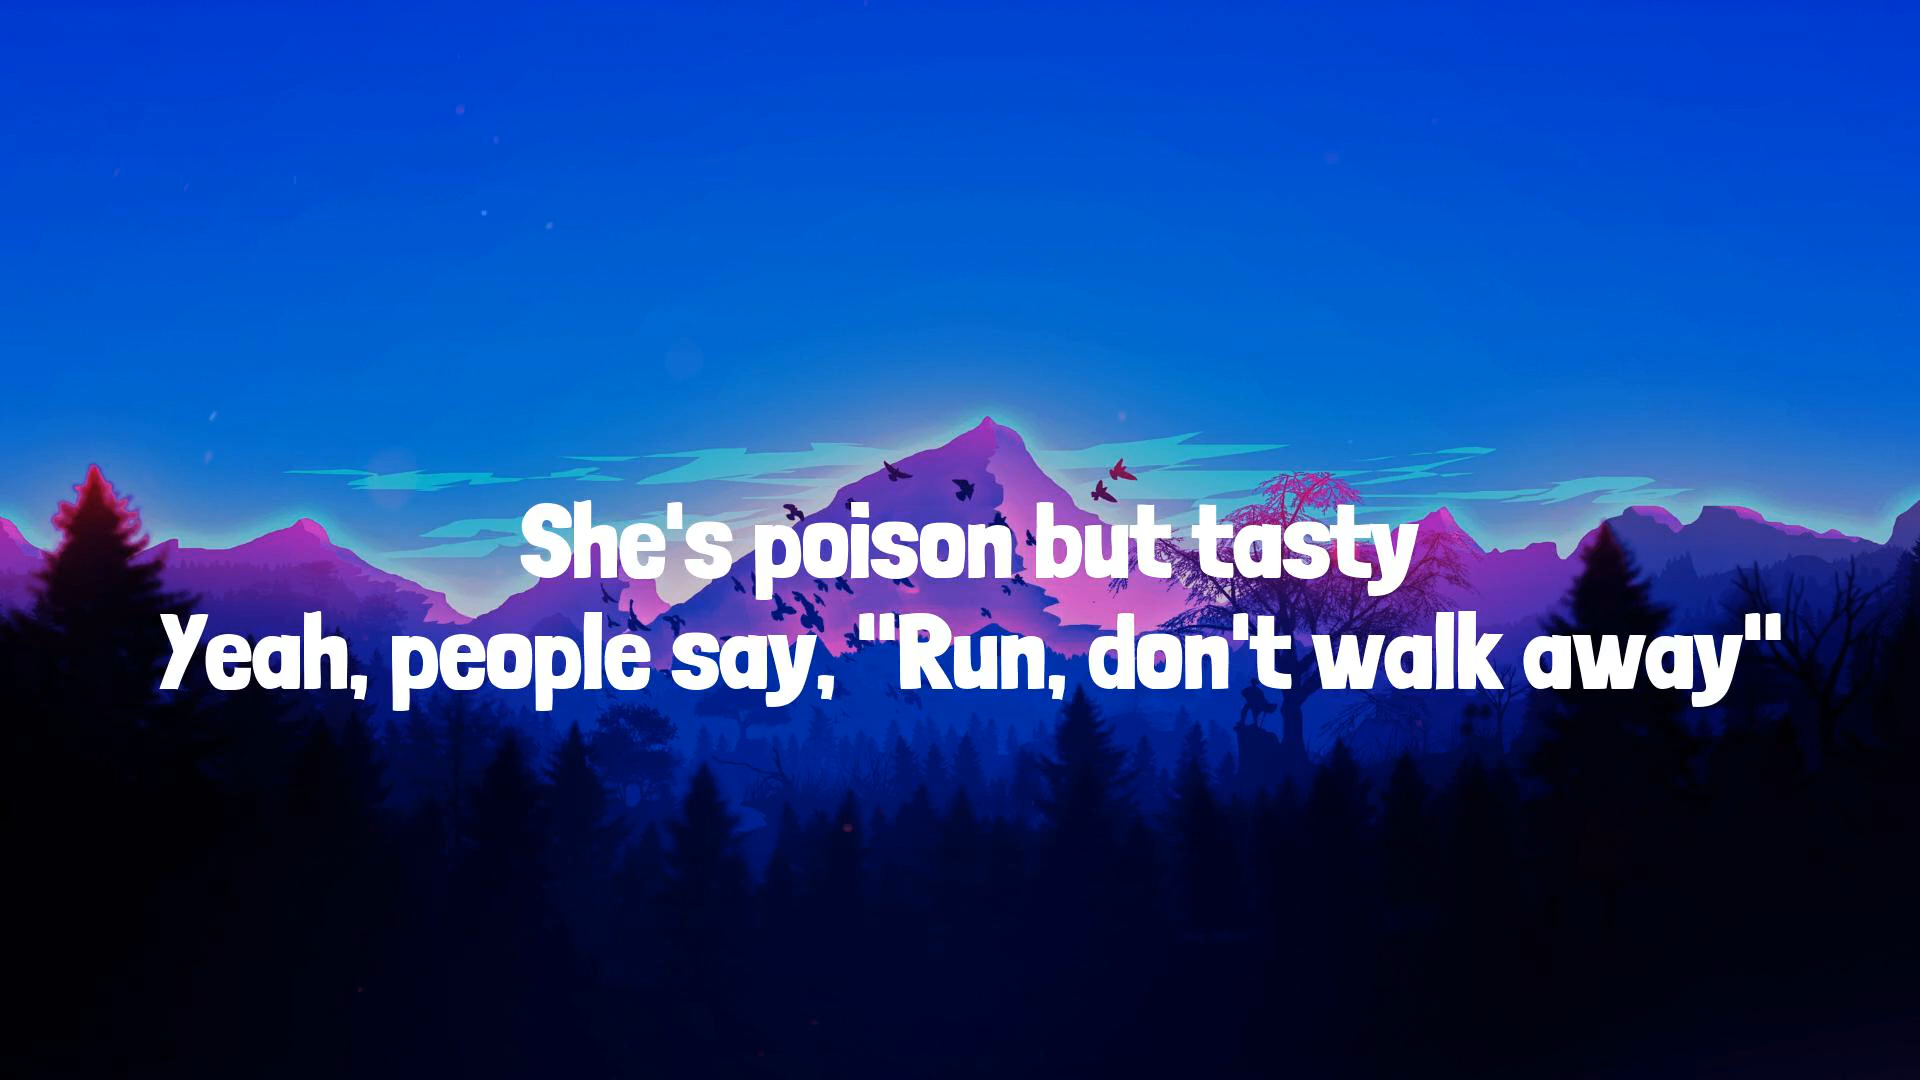 She's poison but tasty
Yeah, people say, "Run, don't walk away"